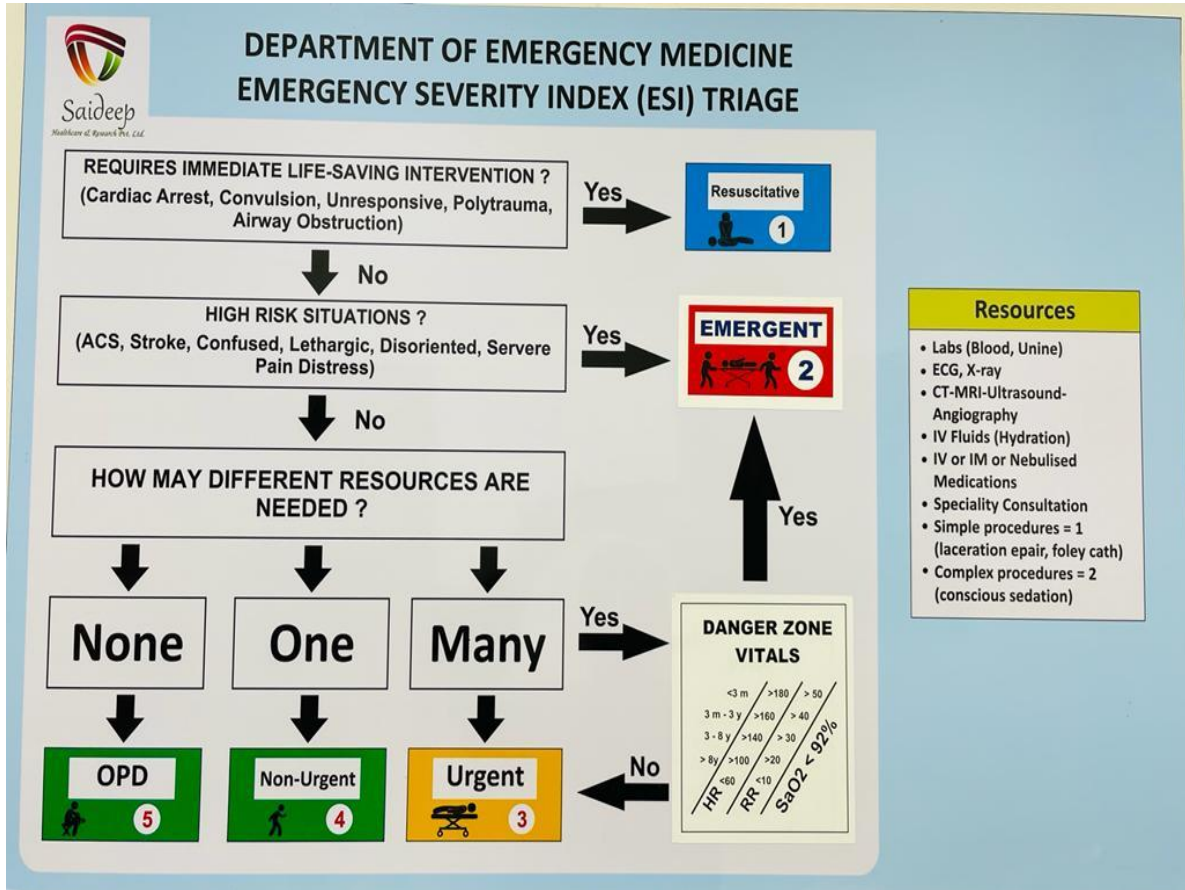 Saideep
Healthcare & Research Pvt. Ltd.
DEPARTMENT OF EMERGENCY MEDICINE
EMERGENCY SEVERITY INDEX (ESI) TRIAGE
REQUIRES IMMEDIATE LIFE-SAVING INTERVENTION ?
(Cardiac Arrest, Convulsion, Unresponsive, Polytrauma,
Airway Obstruction)
Yes
Resuscitative
1
No
HIGH RISK SITUATIONS ?
(ACS, Stroke, Confused, Lethargic, Disoriented, Servere
Pain Distress)
Yes
EMERGENT
2
No
HOW MAY DIFFERENT RESOURCES ARE
NEEDED ?
Yes
None
One
Many
Yes
DANGER ZONE
VITALS
<3 m >180 > 50
3 m - 3 y >160 > 40
3 - 8 y >140 > 30
> 8y >100 >20
<60 <10
HR RR SaO2 < 92%
No
OPD
5
Non-Urgent
4
Urgent
3
Resources
• Labs (Blood, Unine)
• ECG, X-ray
• CT-MRI-Ultrasound-
Angiography
• IV Fluids (Hydration)
• IV or IM or Nebulised
Medications
• Speciality Consultation
• Simple procedures = 1
(laceration epair, foley cath)
• Complex procedures = 2
(conscious sedation)